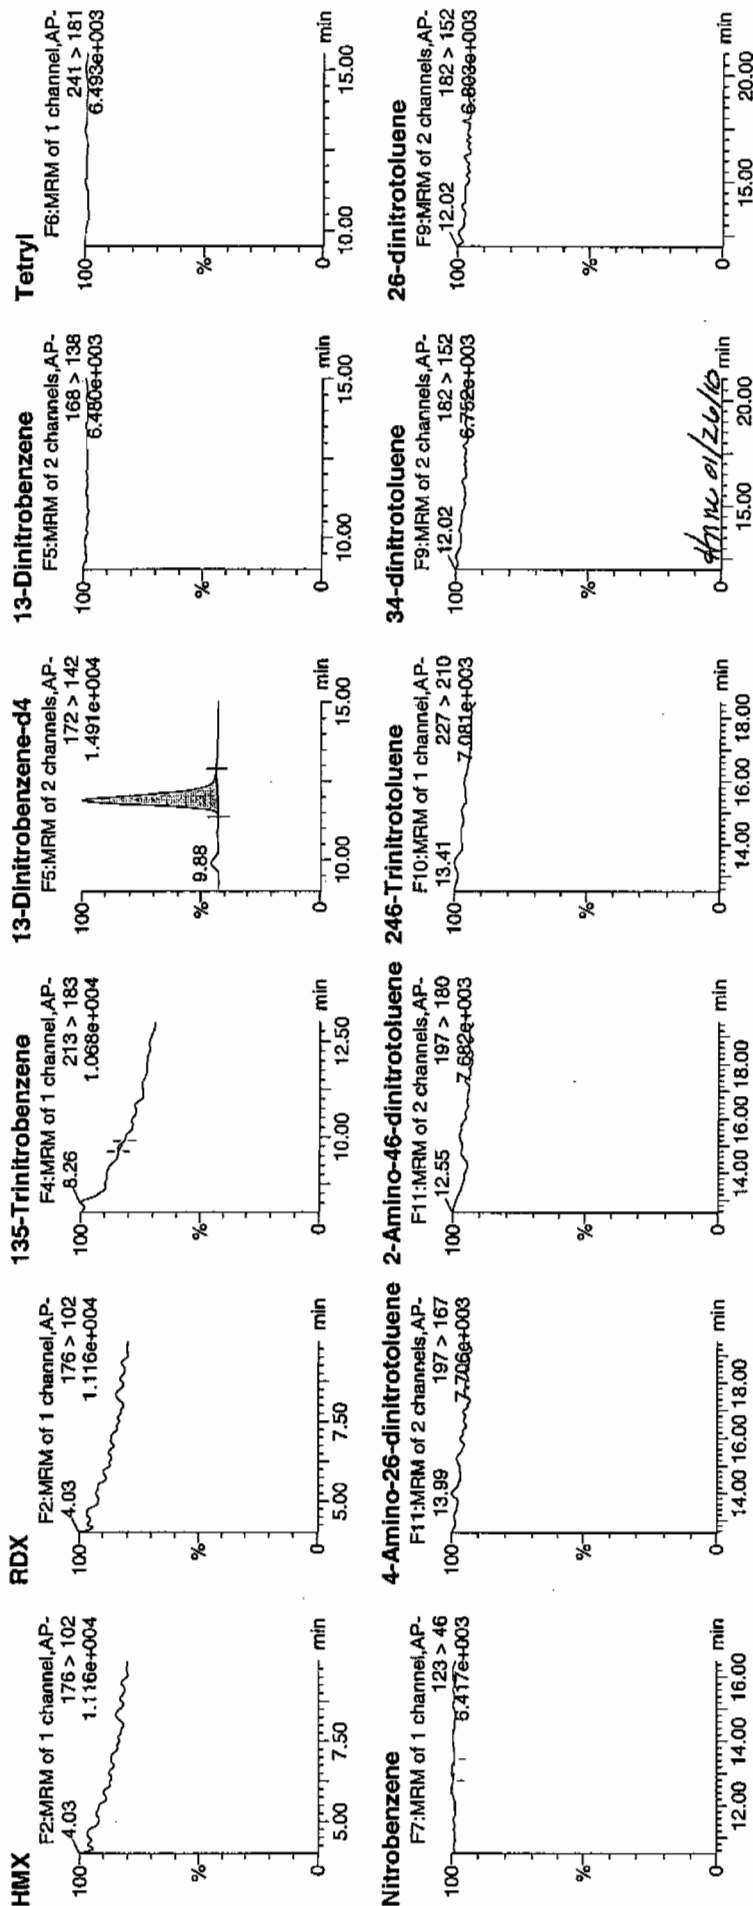 HMX
F2:MRM of 1 channel,AP-
176 > 102
1.116e+004
100
4.03
%
0
5.00 7.50 min
RDX
F2:MRM of 1 channel,AP-
176 > 102
1.116e+004
100
4.03
%
0
5.00 7.50 min
135-Trinitrobenzene
F4:MRM of 1 channel,AP-
213 > 183
1.068e+004
100
8.26
%
0
10.00 12.50 min
13-Dinitrobenzene-d4
F5:MRM of 2 channels,AP-
172 > 142
1.491e+004
100
9.88
%
0
10.00 15.00 min
13-Dinitrobenzene
F5:MRM of 2 channels,AP-
168 > 138
6.480e+003
100
%
0
10.00 15.00 min
Tetryl
F6:MRM of 1 channel,AP-
241 > 181
6.493e+003
100
%
0
10.00 15.00 min
Nitrobenzene
F7:MRM of 1 channel,AP-
123 > 46
6.417e+003
100
%
0
12.00 14.00 16.00 min
4-Amino-26-dinitrotoluene
F11:MRM of 2 channels,AP-
197 > 167
7.706e+003
100
13.99
%
0
14.00 16.00 18.00 min
2-Amino-46-dinitrotoluene
F11:MRM of 2 channels,AP-
197 > 180
7.682e+003
100
12.55
%
0
14.00 16.00 18.00 min
246-Trinitrotoluene
F10:MRM of 1 channel,AP-
227 > 210
7.081e+003
100
13.41
%
0
14.00 16.00 18.00 min
34-dinitrotoluene
F9:MRM of 2 channels,AP-
182 > 152
6.752e+003
100
12.02
%
0
15.00 20.00 min
01/26/10
26-dinitrotoluene
F9:MRM of 2 channels,AP-
182 > 152
6.803e+003
100
12.02
%
0
15.00 20.00 min